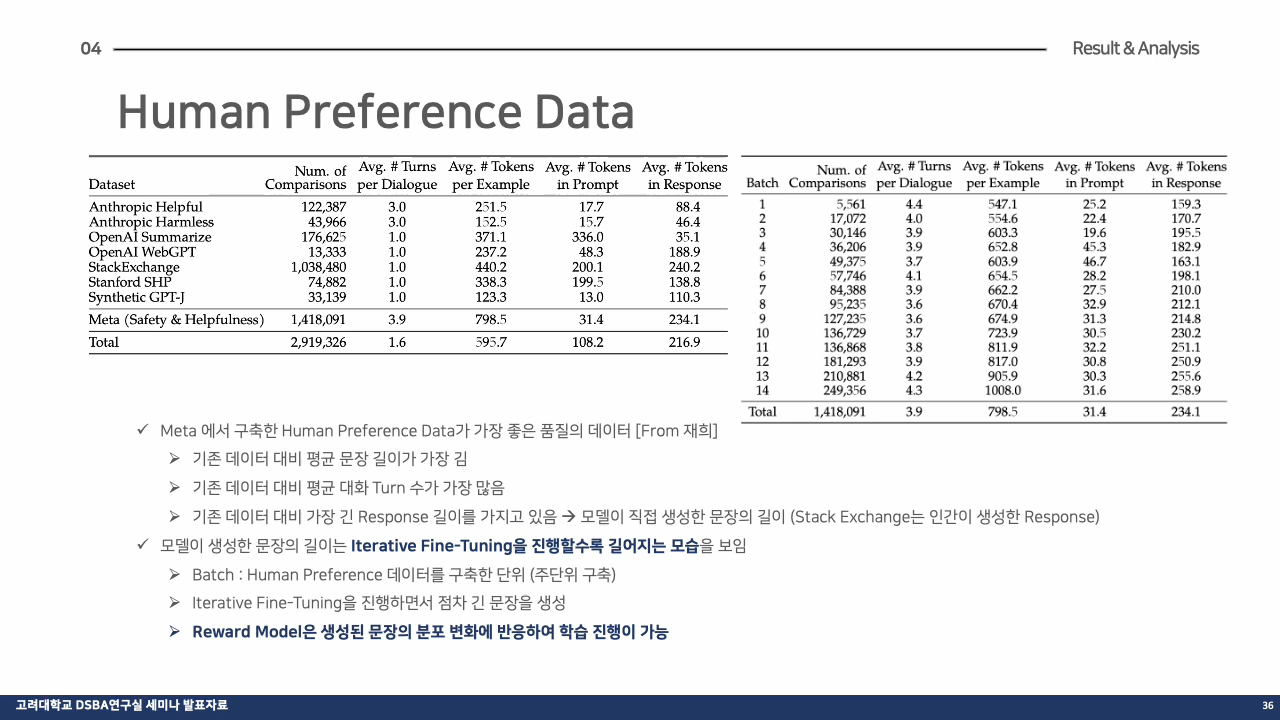 04
Result & Analysis
Human Preference Data
Dataset Num. of Comparisons Avg. # Turns per Dialogue Avg. # Tokens per Example Avg. # Tokens in Prompt Avg. # Tokens in Response
Anthropic Helpful 122,387 3.0 251.5 17.7 88.4
Anthropic Harmless 43,966 3.0 152.5 15.7 46.4
OpenAI Summarize 176,625 1.0 371.1 336.0 35.1
OpenAI WebGPT 13,333 1.0 237.2 48.3 188.9
StackExchange 1,038,480 1.0 440.2 200.1 240.2
Stanford SHP 74,882 1.0 338.3 199.5 138.8
Synthetic GPT-J 33,139 1.0 123.3 13.0 110.3
Meta (Safety & Helpfulness) 1,418,091 3.9 798.5 31.4 234.1
Total 2,919,326 1.6 595.7 108.2 216.9
Batch Num. of Comparisons Avg. # Turns per Dialogue Avg. # Tokens per Example Avg. # Tokens in Prompt Avg. # Tokens in Response
1 5,561 4.4 547.1 25.2 159.3
2 17,072 4.0 554.6 22.4 170.7
3 30,146 3.9 603.3 19.6 195.5
4 36,206 3.9 652.8 45.3 182.9
5 49,375 3.7 603.9 46.7 163.1
6 57,746 4.1 654.5 28.2 198.1
7 84,388 3.9 662.2 27.5 210.0
8 95,235 3.6 670.4 32.9 212.1
9 127,235 3.6 674.9 31.3 214.8
10 136,729 3.7 723.9 30.5 230.2
11 136,868 3.8 811.9 32.2 251.1
12 181,293 3.9 817.0 30.8 250.9
13 210,881 4.2 905.9 30.3 255.6
14 249,356 4.3 1008.0 31.6 258.9
Total 1,418,091 3.9 798.5 31.4 234.1
✓ Meta 에서 구축한 Human Preference Data가 가장 좋은 품질의 데이터 [From 재희]
➢ 기존 데이터 대비 평균 문장 길이가 가장 김
➢ 기존 데이터 대비 평균 대화 Turn 수가 가장 많음
➢ 기존 데이터 대비 가장 긴 Response 길이를 가지고 있음 → 모델이 직접 생성한 문장의 길이 (Stack Exchange는 인간이 생성한 Response)
✓ 모델이 생성한 문장의 길이는 Iterative Fine-Tuning을 진행할수록 길어지는 모습을 보임
➢ Batch : Human Preference 데이터를 구축한 단위 (주단위 구축)
➢ Iterative Fine-Tuning을 진행하면서 점차 긴 문장을 생성
➢ Reward Model은 생성된 문장의 분포 변화에 반응하여 학습 진행이 가능
고려대학교 DSBA연구실 세미나 발표자료
36